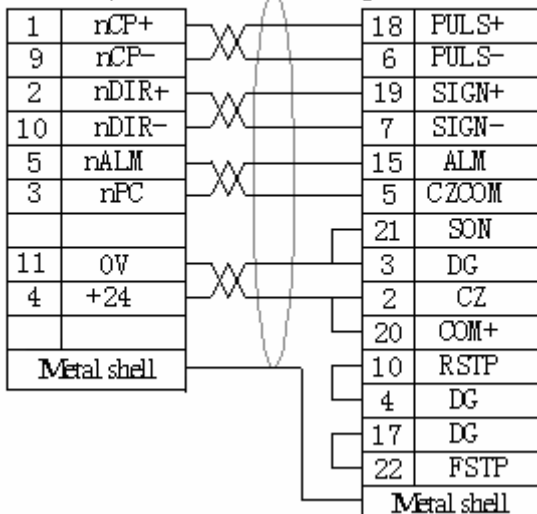 1 nCP+ 18 PULS+
9 nCP- 6 PULS-
2 nDIR+ 19 SIGN+
10 nDIR- 7 SIGN-
5 nALM 15 ALM
3 nPC 5 CZCOM
21 SON
11 0V 3 DG
4 +24 2 CZ
20 COM+
Metal shell 10 RSTP
4 DG
17 DG
22 FSTP
Metal shell